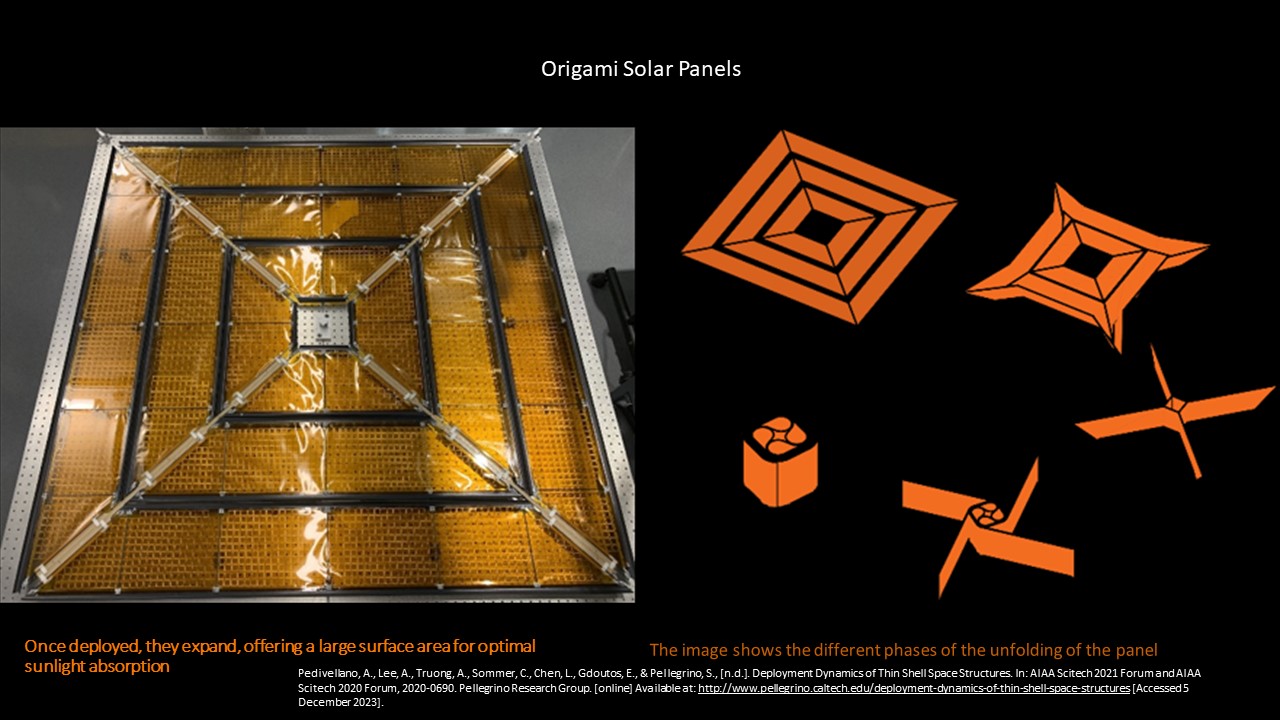 Origami Solar Panels
Once deployed, they expand, offering a large surface area for optimal
sunlight absorption
The image shows the different phases of the unfolding of the panel
Pedivellano, A., Lee, A., Truong, A., Sommer, C., Chen, L., Gdoutos, E., & Pellegrino, S., [n.d.]. Deployment Dynamics of Thin Shell Space Structures. In: AIAA Scitech 2021 Forum and AIAA
Scitech 2020 Forum, 2020-0690. Pellegrino Research Group. [online] Available at: http://www.pellegrino.caltech.edu/deployment-dynamics-of-thin-shell-space-structures [Accessed 5
December 2023].